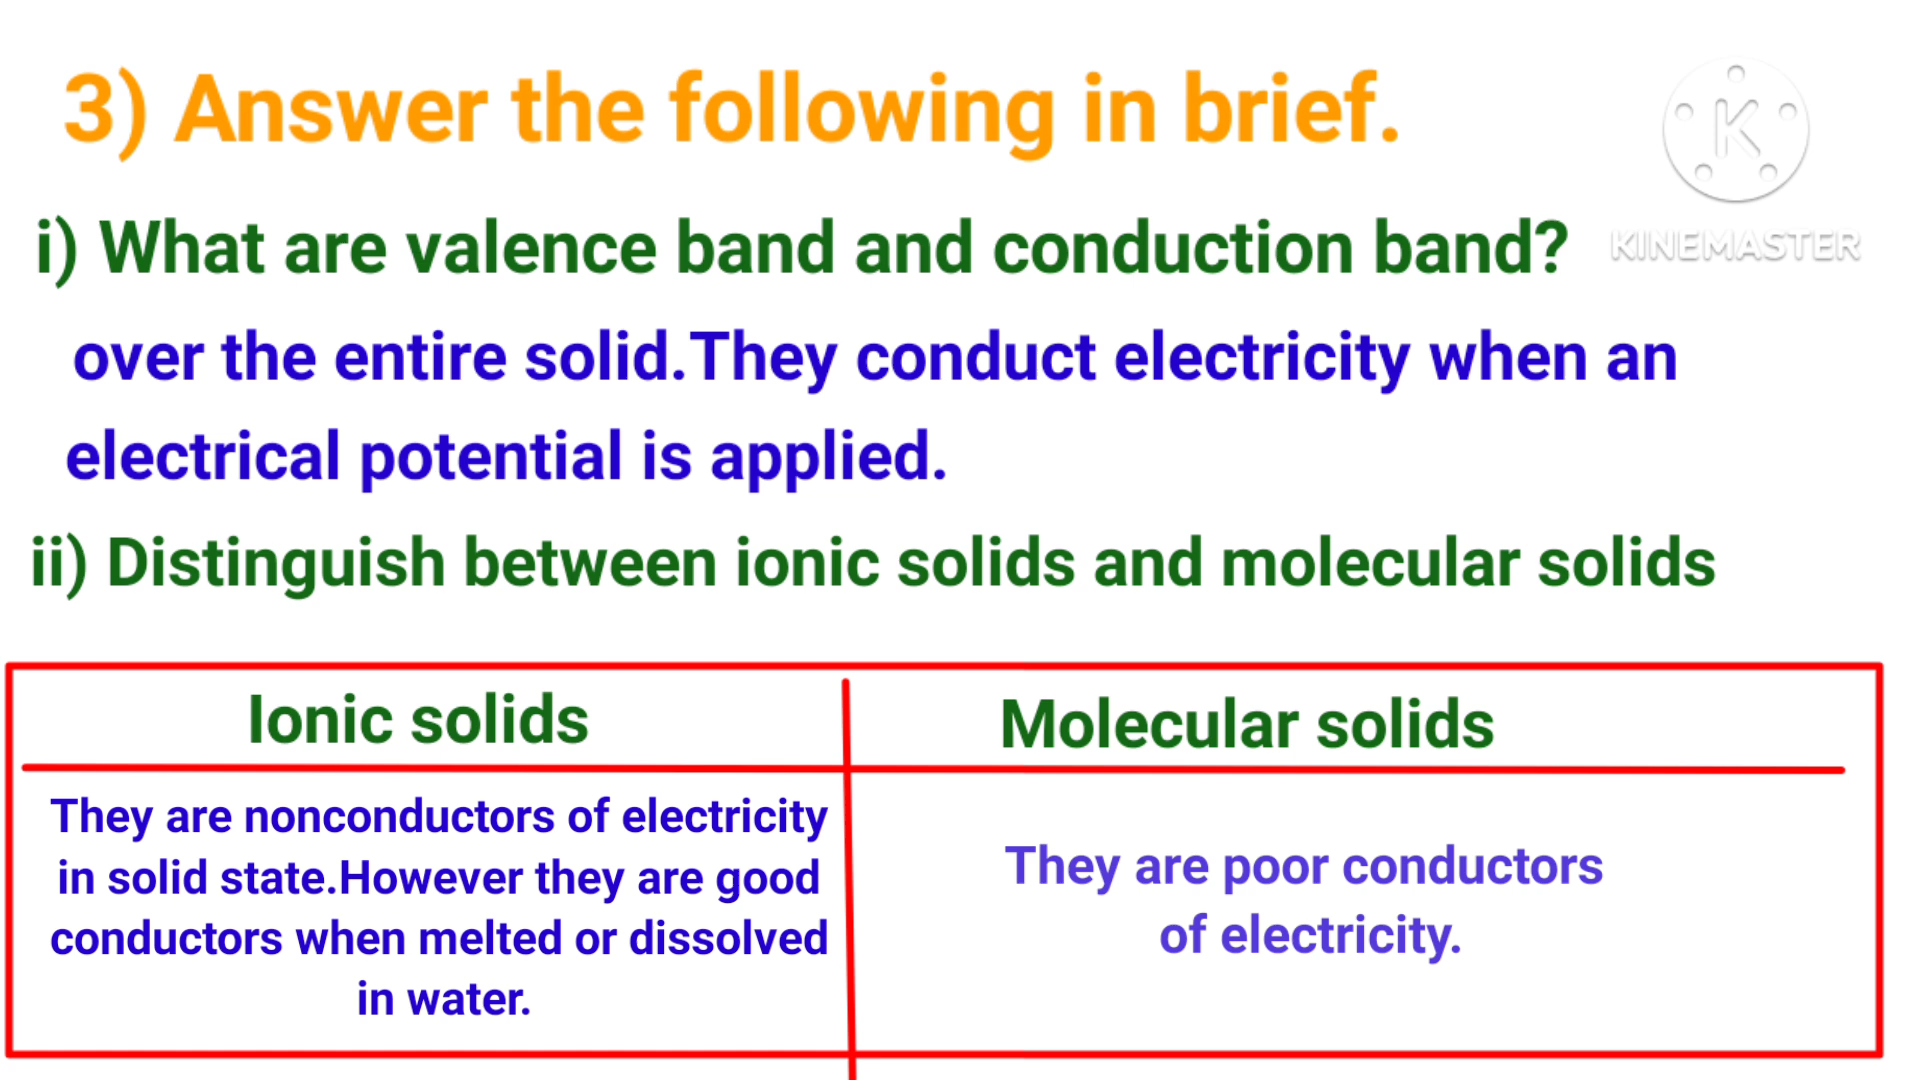 3) Answer the following in brief.
K
KINEMASTER
i) What are valence band and conduction band?
over the entire solid.They conduct electricity when an
electrical potential is applied.
ii) Distinguish between ionic solids and molecular solids
Ionic solids
Molecular solids
They are nonconductors of electricity
in solid state.However they are good
conductors when melted or dissolved
in water.
They are poor conductors
of electricity.